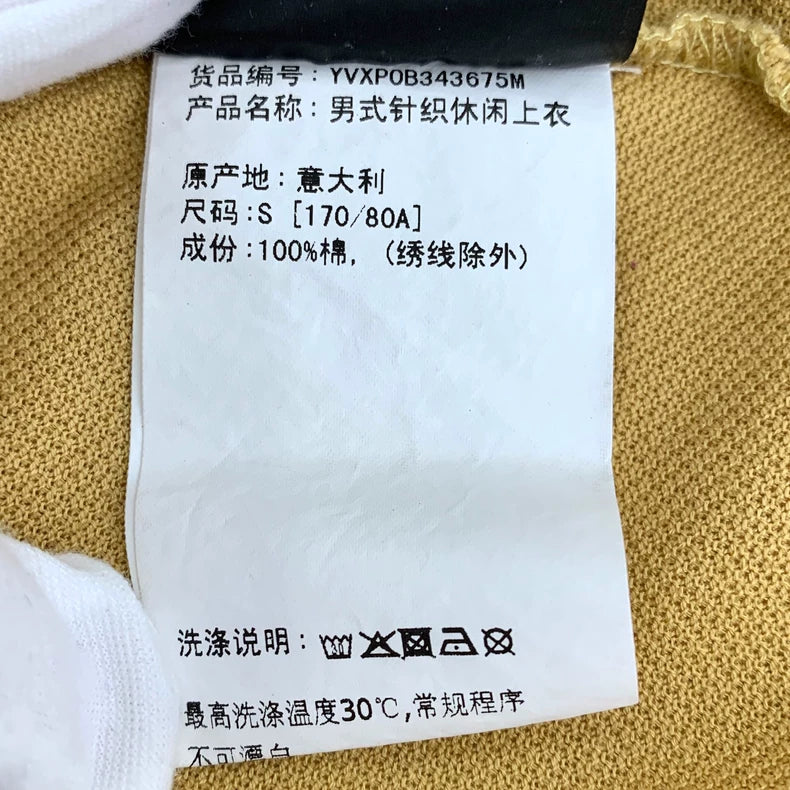 货品编号：YVXP0B343675M
产品名称：男式针织休闲上衣
原产地：意大利
尺码：S [170/80A]
成份：100%棉，(绣线除外)
洗涤说明：
最高洗涤温度30℃,常规程序
不可漂白